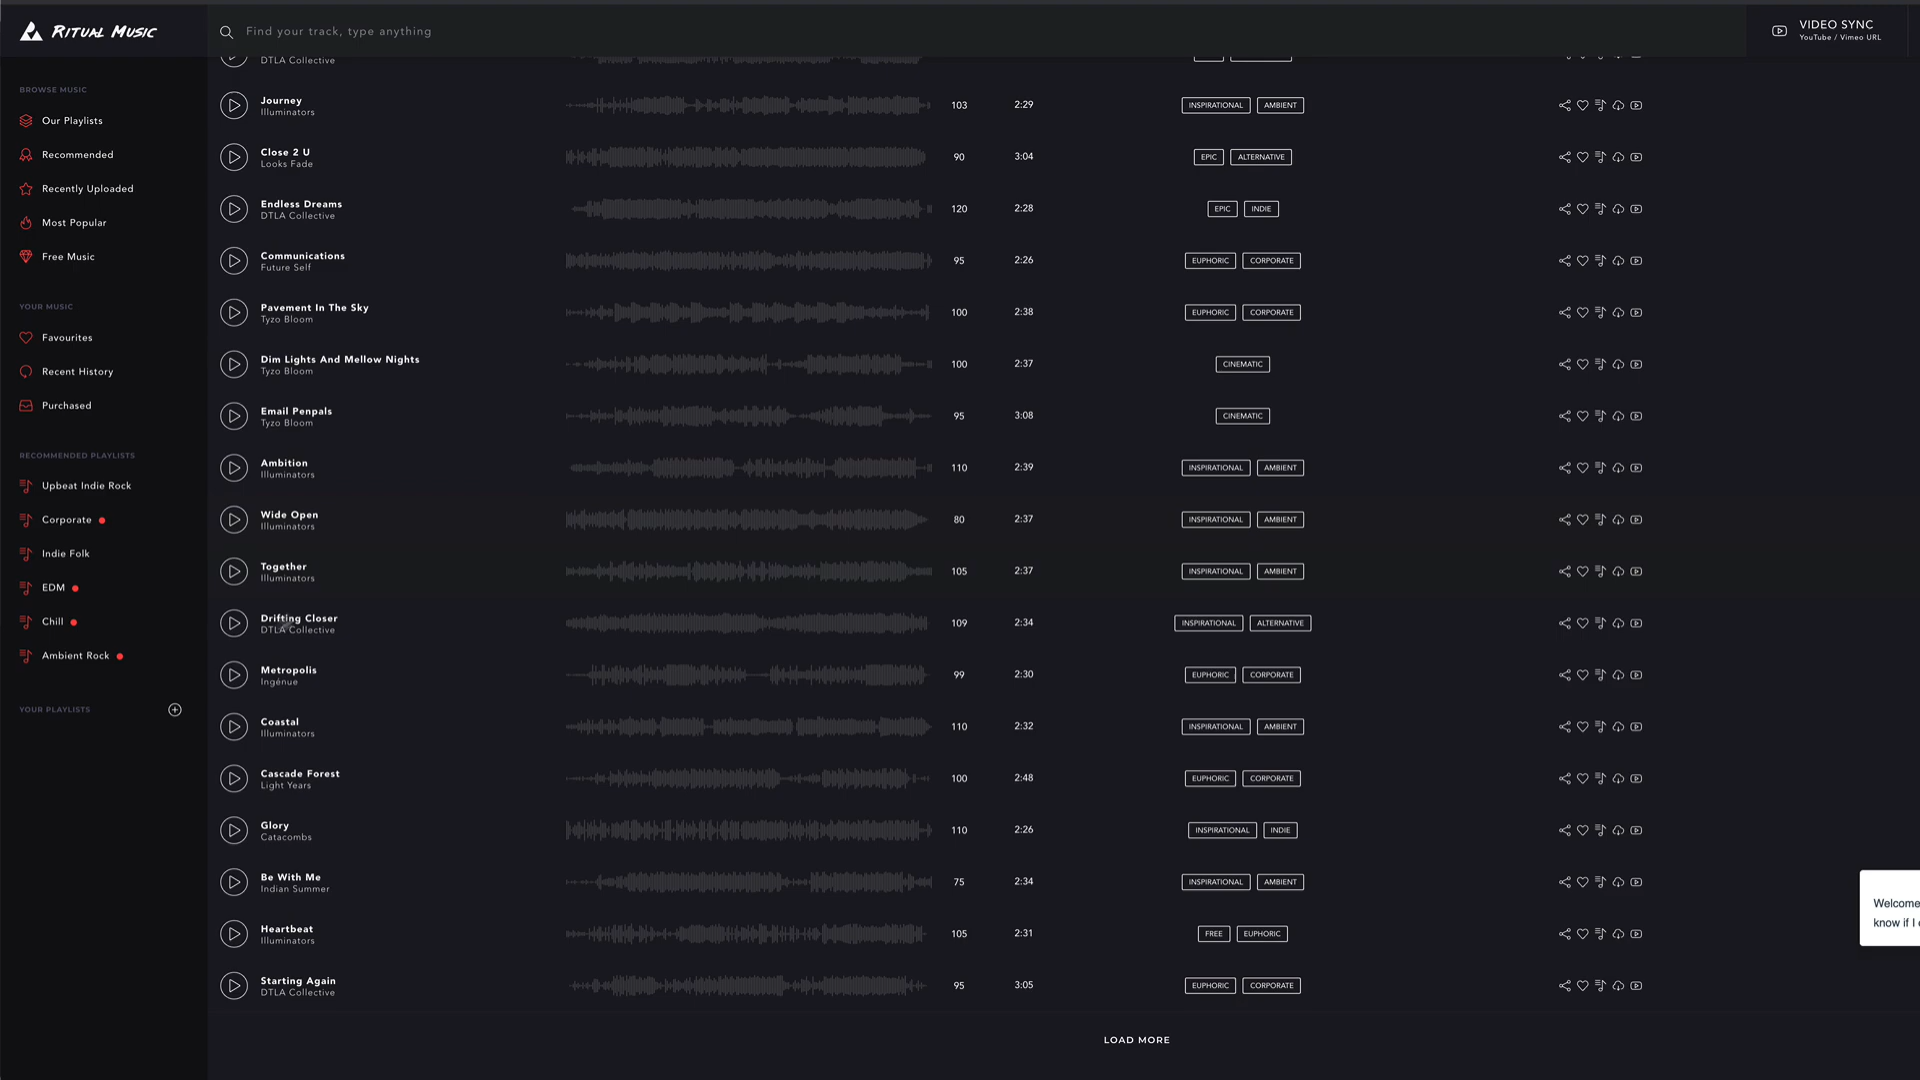 RITUAL MUSIC
Find your track, type anything
VIDEO SYNC
YouTube / Vimeo URL
BROWSE MUSIC
Our Playlists
Recommended
Recently Uploaded
Most Popular
Free Music
YOUR MUSIC
Favourites
Recent History
Purchased
RECOMMENDED PLAYLISTS
Upbeat Indie Rock
Corporate
Indie Folk
EDM
Chill
Ambient Rock
YOUR PLAYLISTS
DTLA Collective
Journey
Illuminators
103 2:29 INSPIRATIONAL AMBIENT
Close 2 U
Looks Fade
90 3:04 EPIC ALTERNATIVE
Endless Dreams
DTLA Collective
120 2:28 EPIC INDIE
Communications
Future Self
95 2:26 EUPHORIC CORPORATE
Pavement In The Sky
Tyzo Bloom
100 2:38 EUPHORIC CORPORATE
Dim Lights And Mellow Nights
Tyzo Bloom
100 2:37 CINEMATIC
Email Penpals
Tyzo Bloom
95 3:08 CINEMATIC
Ambition
Illuminators
110 2:39 INSPIRATIONAL AMBIENT
Wide Open
Illuminators
80 2:37 INSPIRATIONAL AMBIENT
Together
Illuminators
105 2:37 INSPIRATIONAL AMBIENT
Drifting Closer
DTLA Collective
109 2:34 INSPIRATIONAL ALTERNATIVE
Metropolis
Ingénue
99 2:30 EUPHORIC CORPORATE
Coastal
Illuminators
110 2:32 INSPIRATIONAL AMBIENT
Cascade Forest
Light Years
100 2:48 EUPHORIC CORPORATE
Glory
Catacombs
110 2:26 INSPIRATIONAL INDIE
Be With Me
Indian Summer
75 2:34 INSPIRATIONAL AMBIENT
Heartbeat
Illuminators
105 2:31 FREE EUPHORIC
Starting Again
DTLA Collective
95 3:05 EUPHORIC CORPORATE
LOAD MORE
Welcome
know if I